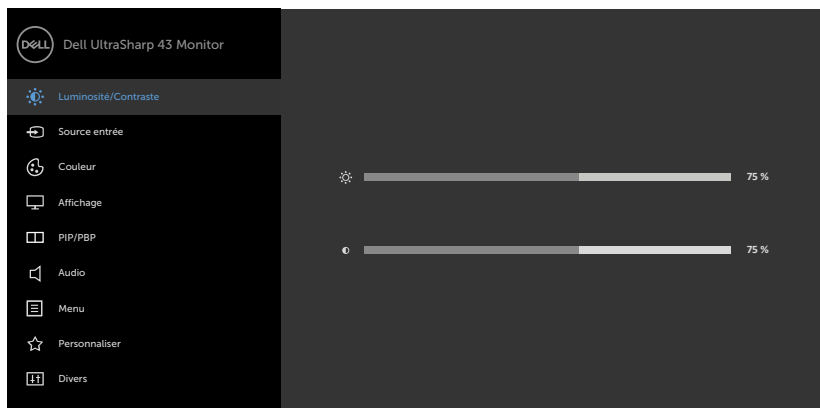 DELL Dell UltraSharp 43 Monitor
Luminosité/Contraste
Source entrée
Couleur
75 %
Affichage
PIP/PBP
75 %
Audio
Menu
Personnaliser
Divers